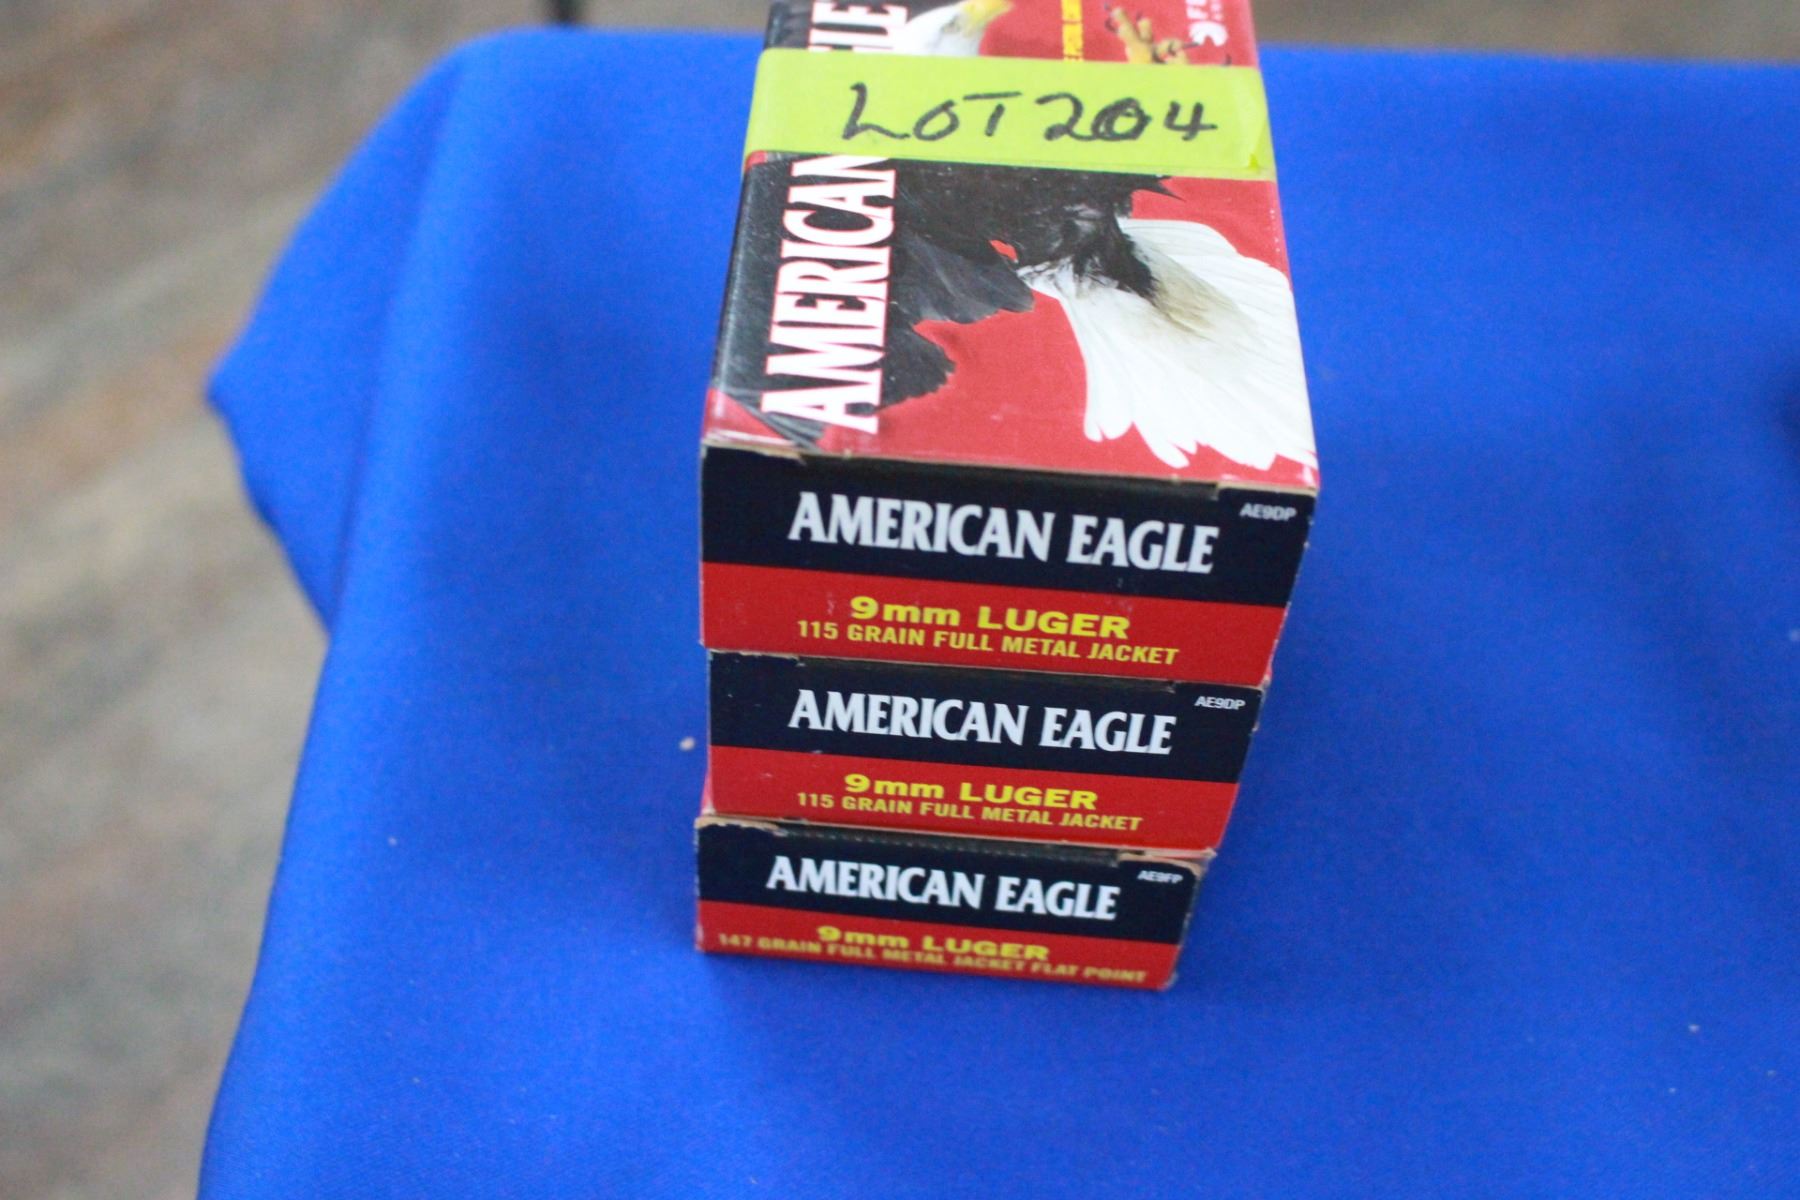 LOT 204
AMERICAN
AMERICAN EAGLE
AE9DP
9mm LUGER
115 GRAIN FULL METAL JACKET
AMERICAN EAGLE
AE9DP
9mm LUGER
115 GRAIN FULL METAL JACKET
AMERICAN EAGLE
AE9FP
9mm LUGER
147 GRAIN FULL METAL JACKET FLAT POINT